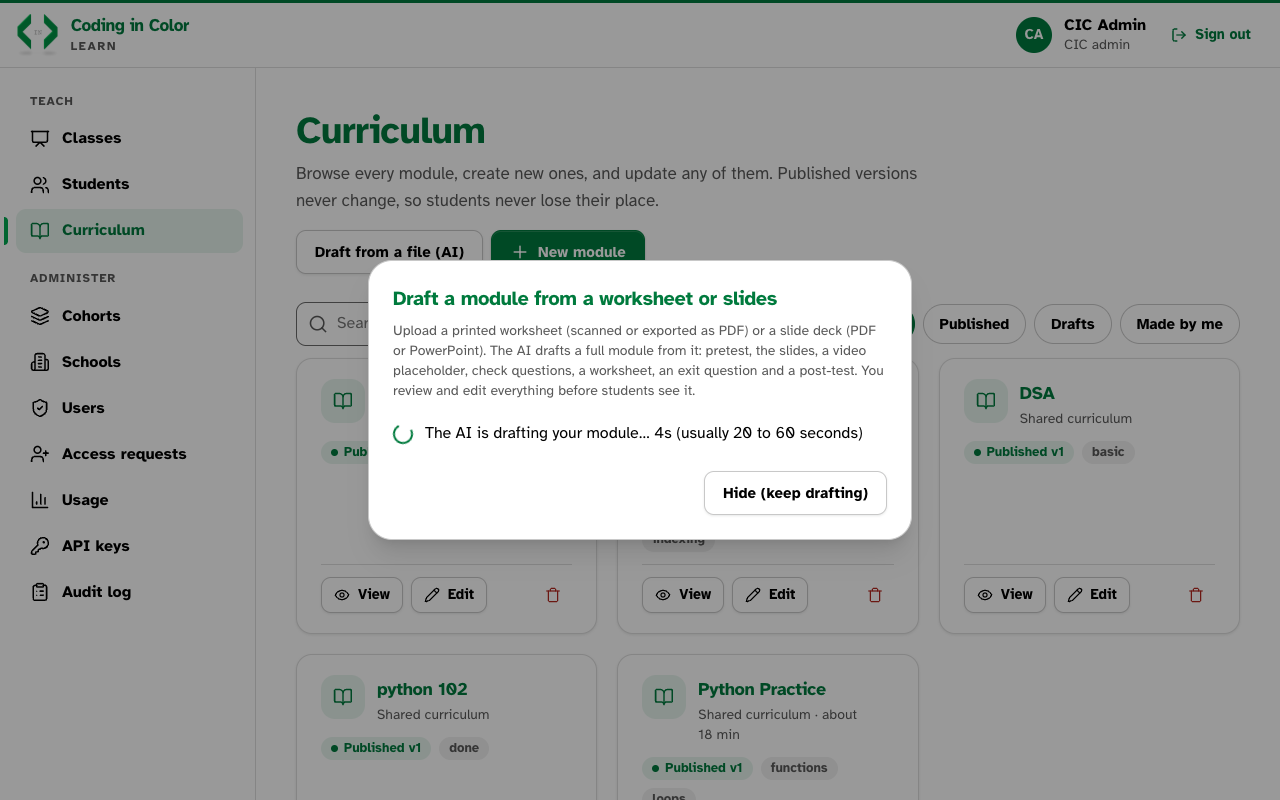 Coding in Color
LEARN
CA
CIC Admin
CIC admin
Sign out
TEACH
Classes
Students
Curriculum
ADMINISTER
Cohorts
Schools
Users
Access requests
Usage
API keys
Audit log
Curriculum
Browse every module, create new ones, and update any of them. Published versions
never change, so students never lose their place.
Draft from a file (AI)
New module
Published
Drafts
Made by me
Draft a module from a worksheet or slides
Upload a printed worksheet (scanned or exported as PDF) or a slide deck (PDF
or PowerPoint). The AI drafts a full module from it: pretest, the slides, a video
placeholder, check questions, a worksheet, an exit question and a post-test. You
review and edit everything before students see it.
The AI is drafting your module... 4s (usually 20 to 60 seconds)
Hide (keep drafting)
DSA
Shared curriculum
Published v1
basic
indexing
View
Edit
View
Edit
View
Edit
python 102
Shared curriculum
Published v1
done
Python Practice
Shared curriculum · about
18 min
Published v1
functions
loops